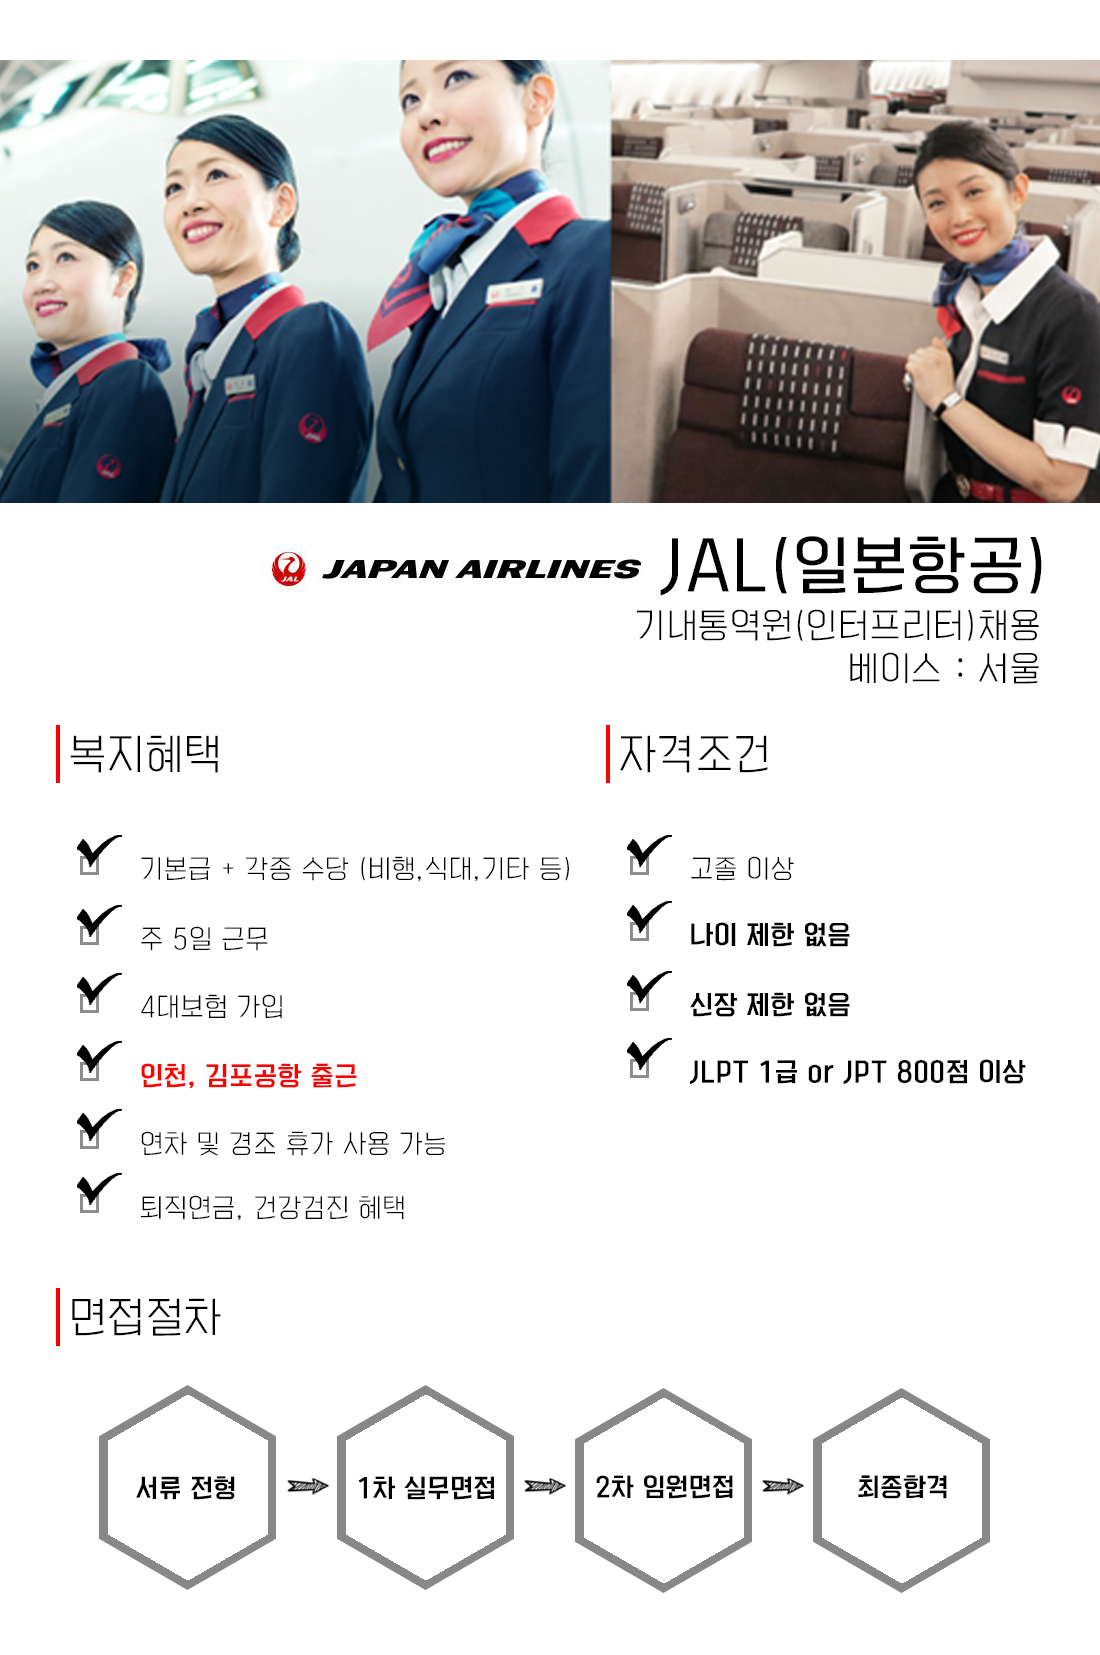 JAL JAPAN AIRLINES JAL(일본항공)
기내통역원(인터프리터)채용
베이스 : 서울
복지혜택
기본급 + 각종 수당 (비행,식대,기타 등)
주 5일 근무
4대보험 가입
인천, 김포공항 출근
연차 및 경조 휴가 사용 가능
퇴직연금, 건강검진 혜택
자격조건
고졸 이상
나이 제한 없음
신장 제한 없음
JLPT 1급 or JPT 800점 이상
면접절차
서류 전형
1차 실무면접
2차 임원면접
최종합격